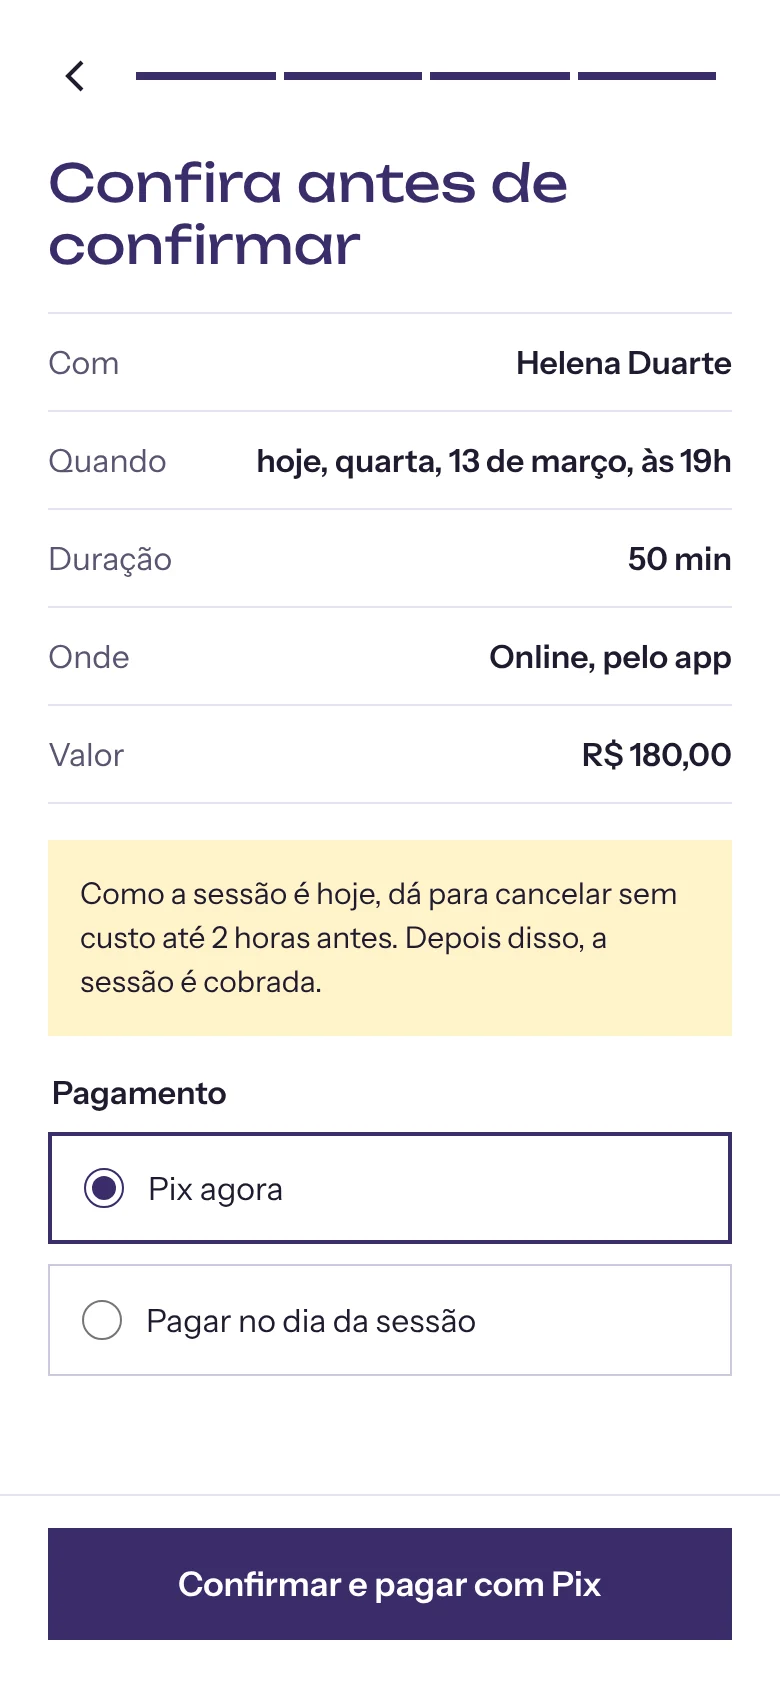 Confira antes de
confirmar
Com Helena Duarte
Quando hoje, quarta, 13 de março, às 19h
Duração 50 min
Onde Online, pelo app
Valor R$ 180,00
Como a sessão é hoje, dá para cancelar sem
custo até 2 horas antes. Depois disso, a
sessão é cobrada.
Pagamento
Pix agora
Pagar no dia da sessão
Confirmar e pagar com Pix